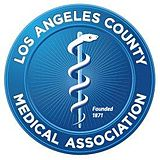 LOS ANGELES COUNTY
Founded
1871
MEDICAL ASSOCIATION